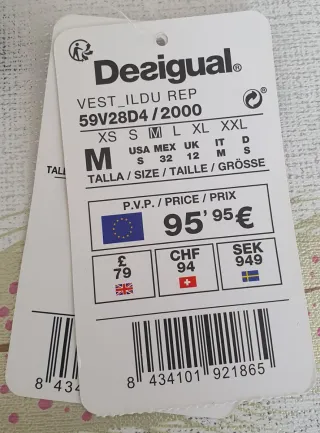 Desigual®
VEST_ILDU REP
59V28D4 / 2000
XS S M L XL XXL
M
USA MEX UK IT D
S 32 12 M S
TALLA / SIZE / TAILLE / GRÖSSE
P.V.P. / PRICE / PRIX
95'95€
£ CHF SEK
79 94 949
8 434101 921865
TALL
8 434